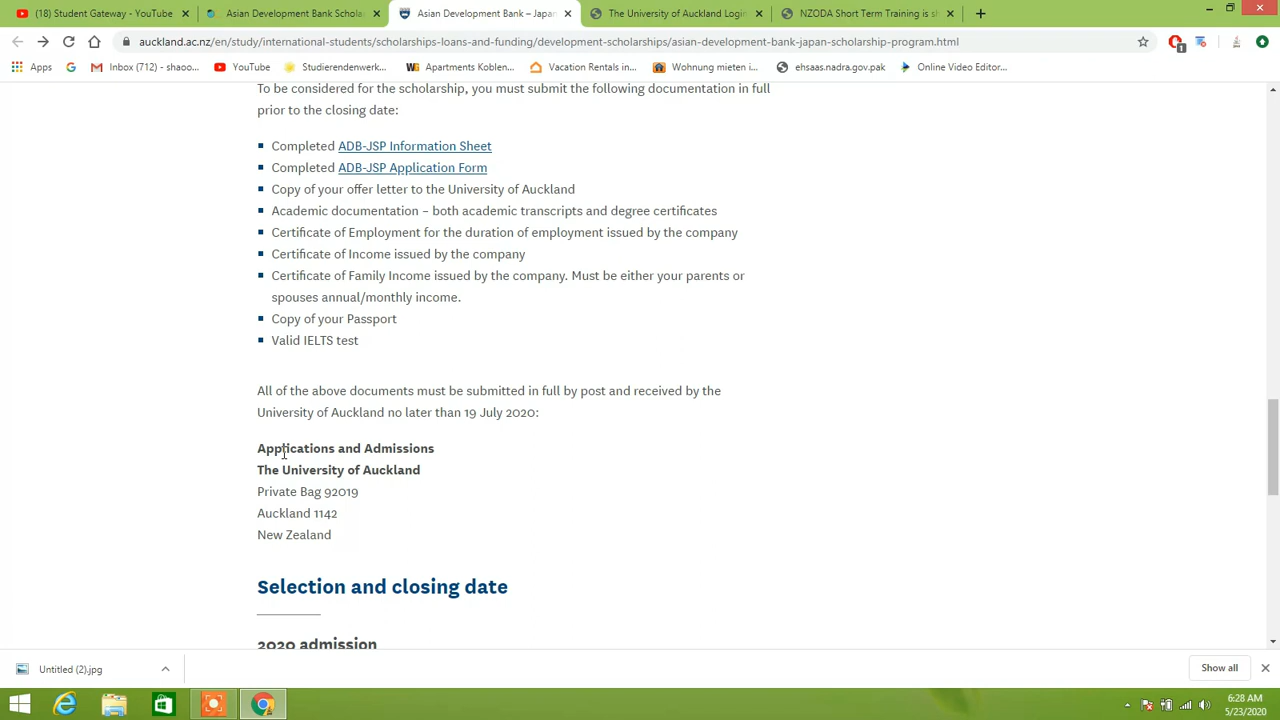 (18) Student Gateway - YouTube
Asian Development Bank Schola
Asian Development Bank – Japan
The University of Auckland Login
NZODA Short Term Training is s
auckland.ac.nz/en/study/international-students/scholarships-loans-and-funding/development-scholarships/asian-development-bank-japan-scholarship-program.html
1
Apps
Inbox (712) - shaoo...
YouTube
Studierendenwerk...
Apartments Koblen...
Vacation Rentals in...
Wohnung mieten i...
ehsaas.nadra.gov.pak
Online Video Editor...
To be considered for the scholarship, you must submit the following documentation in full
prior to the closing date:
Completed ADB-JSP Information Sheet
Completed ADB-JSP Application Form
Copy of your offer letter to the University of Auckland
Academic documentation – both academic transcripts and degree certificates
Certificate of Employment for the duration of employment issued by the company
Certificate of Income issued by the company
Certificate of Family Income issued by the company. Must be either your parents or
spouses annual/monthly income.
Copy of your Passport
Valid IELTS test
All of the above documents must be submitted in full by post and received by the
University of Auckland no later than 19 July 2020:
Applications and Admissions
The University of Auckland
Private Bag 92019
Auckland 1142
New Zealand
Selection and closing date
2020 admission
Untitled (2).jpg
Show all
6:28 AM
5/23/2020